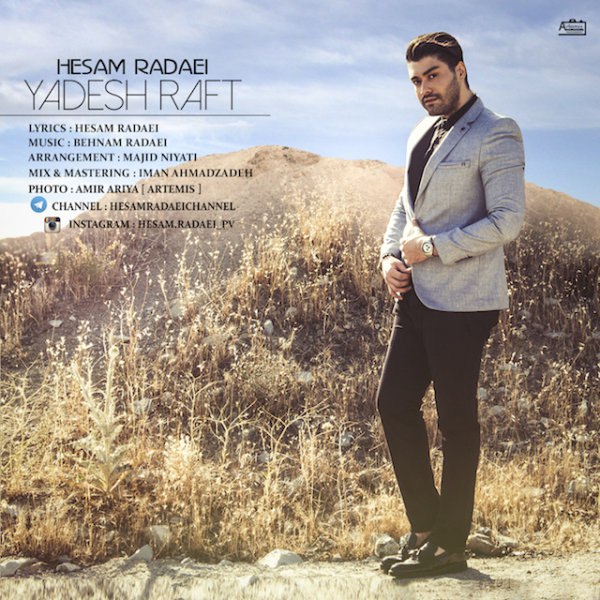 HESAM RADAEI
YADESH RAFT
LYRICS : HESAM RADAEI
MUSIC : BEHNAM RADAEI
ARRANGEMENT : MAJID NIYATI
MIX & MASTERING : IMAN AHMADZADEH
PHOTO : AMIR ARIYA [ ARTEMIS ]
CHANNEL : HESAMRADAEICHANNEL
INSTAGRAM : HESAM.RADAEI_PV